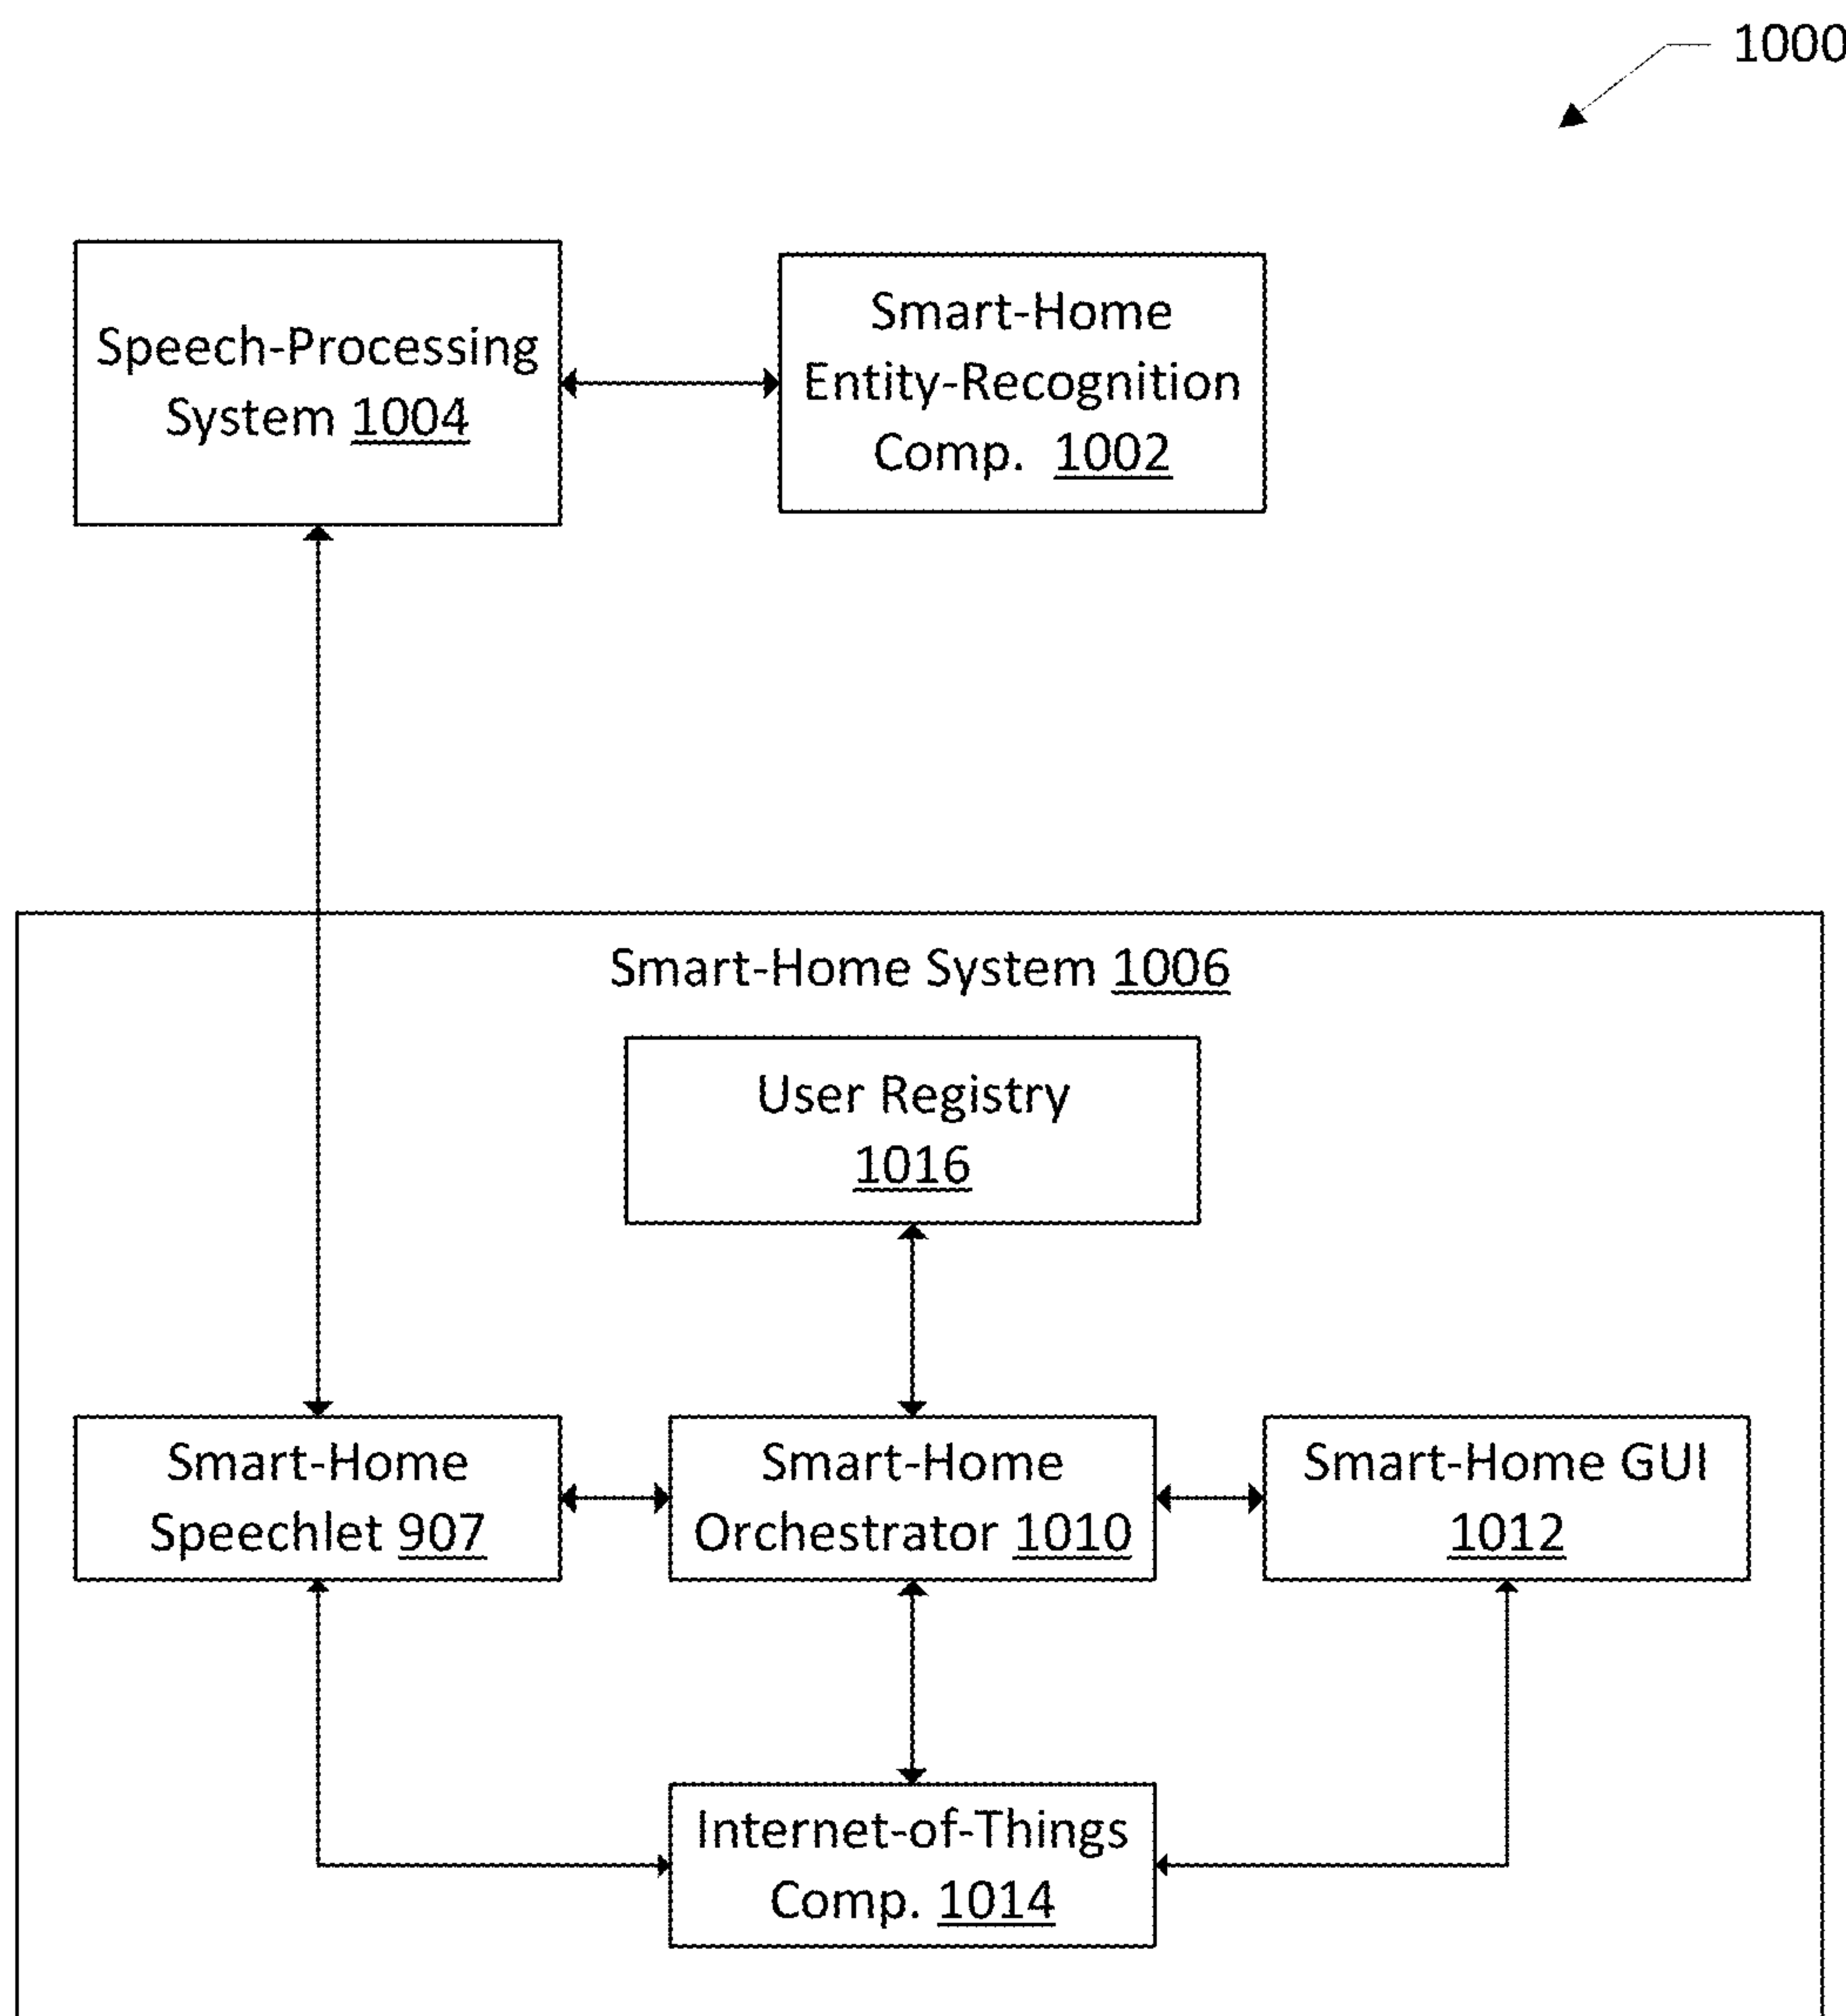 1000
Speech-Processing
System 1004
Smart-Home
Entity-Recognition
Comp. 1002
Smart-Home System 1006
User Registry
1016
Smart-Home
Speechlet 907
Smart-Home
Orchestrator 1010
Smart-Home GUI
1012
Internet-of-Things
Comp. 1014